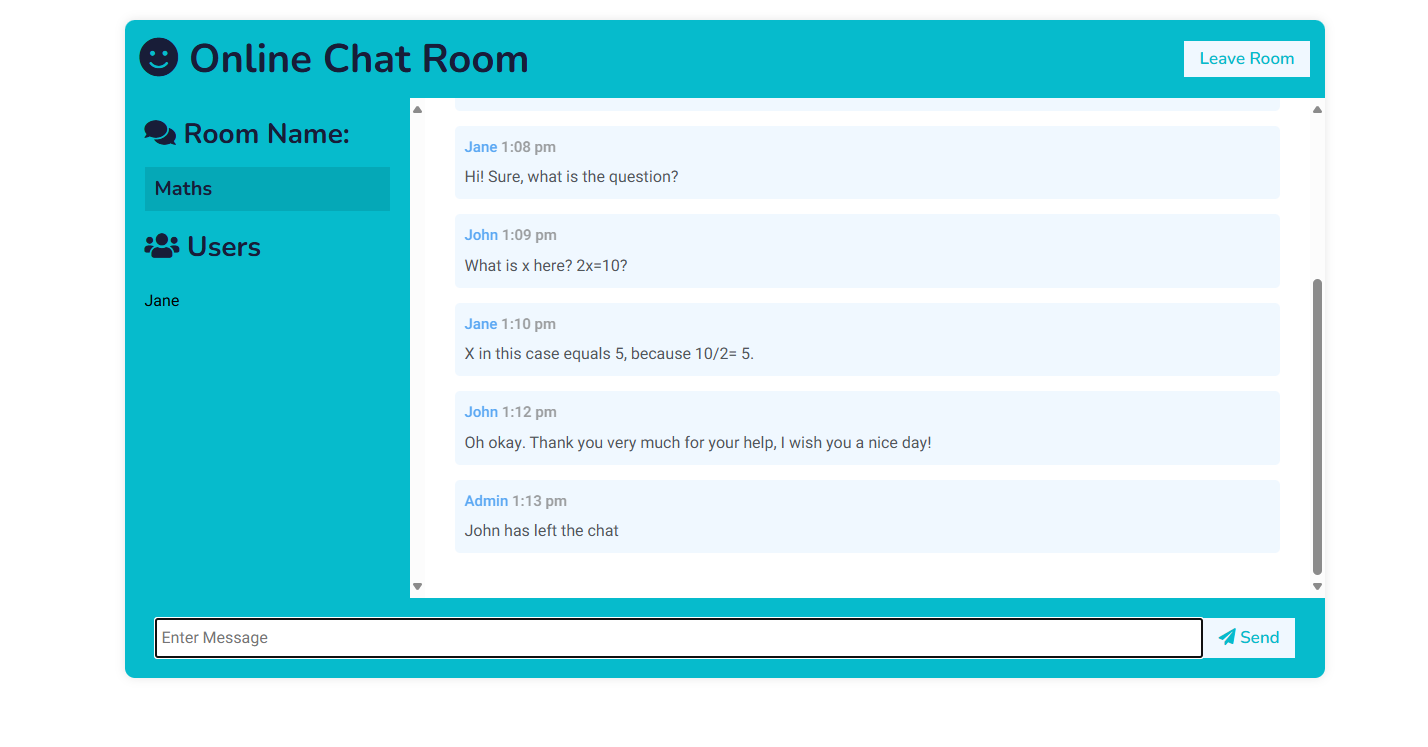 Online Chat Room
Leave Room
Room Name:
Maths
Users
Jane
Jane 1:08 pm
Hi! Sure, what is the question?
John 1:09 pm
What is x here? 2x=10?
Jane 1:10 pm
X in this case equals 5, because 10/2= 5.
John 1:12 pm
Oh okay. Thank you very much for your help, I wish you a nice day!
Admin 1:13 pm
John has left the chat
Enter Message
Send